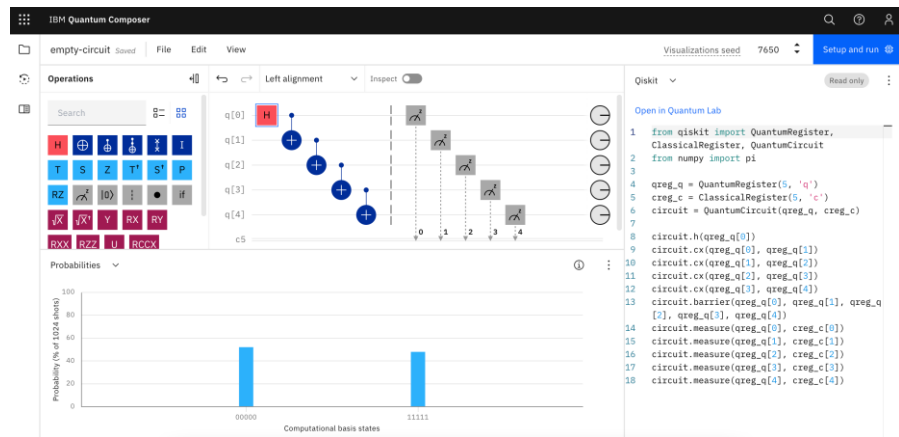 IBM Quantum Composer
empty-circuit Saved File Edit View Visualizations seed 7650 Setup and run
Operations Left alignment Inspect
Search
H I
T S Z T† S† P
RZ z |0⟩ if
√X √X† Y RX RY
RXX RZZ U RCCX
q[0] H z
q[1] z
q[2] z
q[3] z
q[4] z
c5 0 1 2 3 4
Probabilities
Probability (% of 1024 shots)
100
80
60
40
20
0
00000 11111
Computational basis states
Qiskit Read only
Open in Quantum Lab
1 from qiskit import QuantumRegister,
ClassicalRegister, QuantumCircuit
2 from numpy import pi
3
4 qreg_q = QuantumRegister(5, 'q')
5 creg_c = ClassicalRegister(5, 'c')
6 circuit = QuantumCircuit(qreg_q, creg_c)
7
8 circuit.h(qreg_q[0])
9 circuit.cx(qreg_q[0], qreg_q[1])
10 circuit.cx(qreg_q[1], qreg_q[2])
11 circuit.cx(qreg_q[2], qreg_q[3])
12 circuit.cx(qreg_q[3], qreg_q[4])
13 circuit.barrier(qreg_q[0], qreg_q[1], qreg_q
[2], qreg_q[3], qreg_q[4])
14 circuit.measure(qreg_q[0], creg_c[0])
15 circuit.measure(qreg_q[1], creg_c[1])
16 circuit.measure(qreg_q[2], creg_c[2])
17 circuit.measure(qreg_q[3], creg_c[3])
18 circuit.measure(qreg_q[4], creg_c[4])